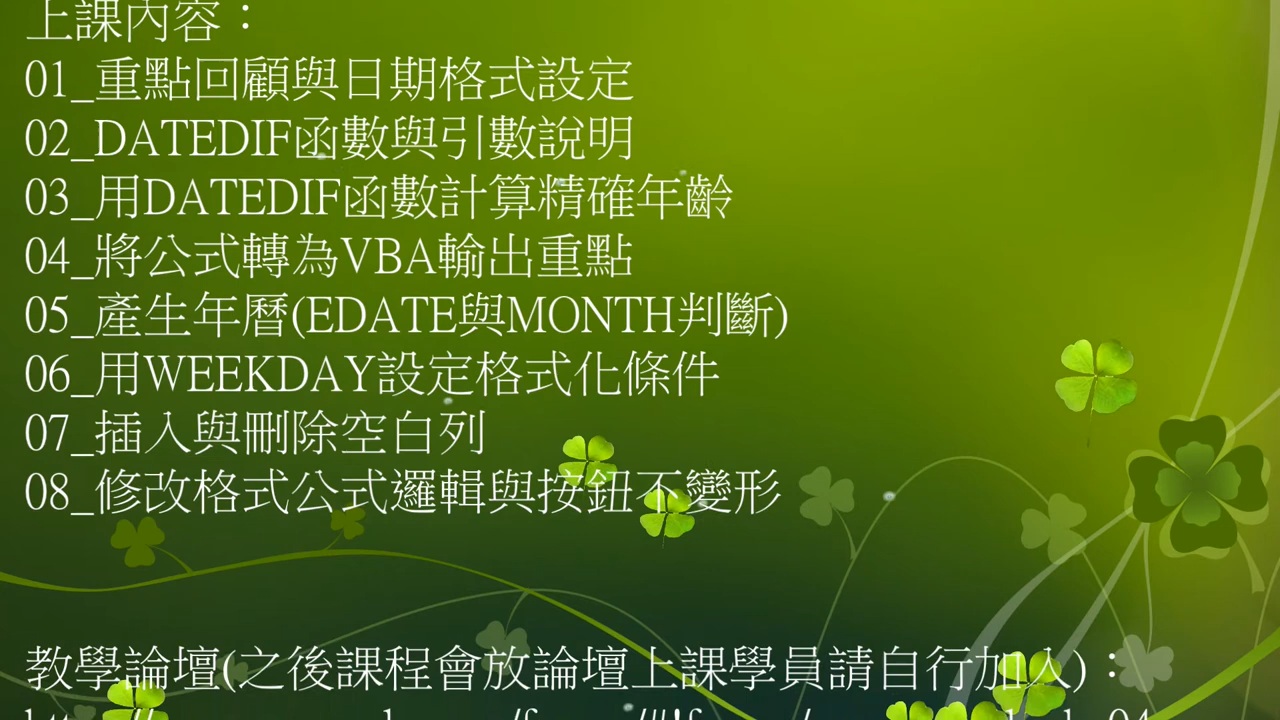 上課內容：
01_重點回顧與日期格式設定
02_DATEDIF函數與引數說明
03_用DATEDIF函數計算精確年齡
04_將公式轉為VBA輸出重點
05_產生年曆(EDATE與MONTH判斷)
06_用WEEKDAY設定格式化條件
07_插入與刪除空白列
08_修改格式公式邏輯與按鈕不變形
教學論壇(之後課程會放論壇上課學員請自行加入)：